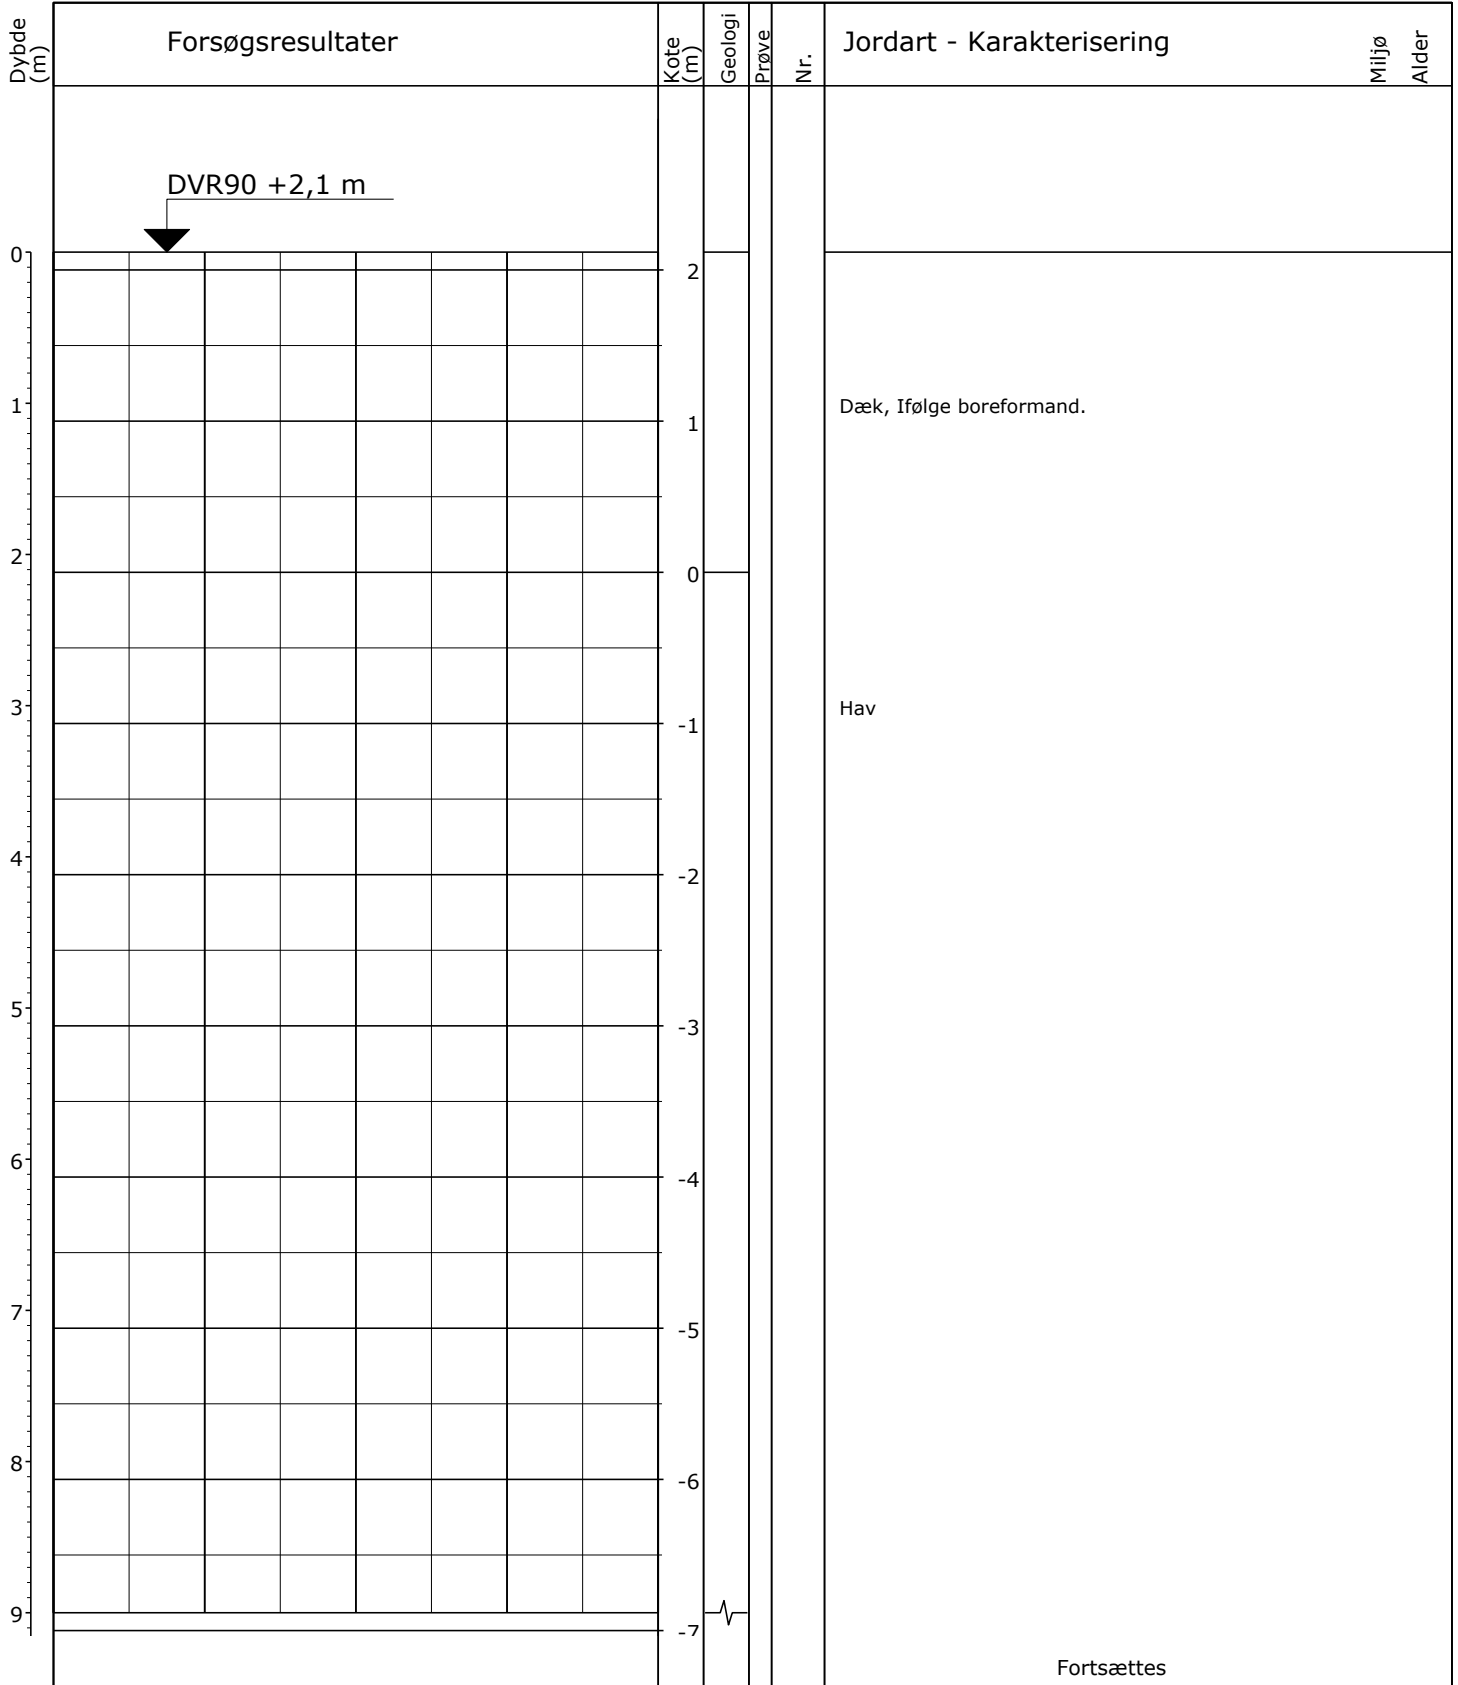 Dybde
(m)
Forsøgsresultater
Kote
(m)
Geologi
Prøve
Nr.
Jordart - Karakterisering
Miljø
Alder
DVR90 +2,1 m
0
2
1
1
Dæk, Ifølge boreformand.
2
0
3
-1
Hav
4
-2
5
-3
6
-4
7
-5
8
-6
9
-7
Fortsættes